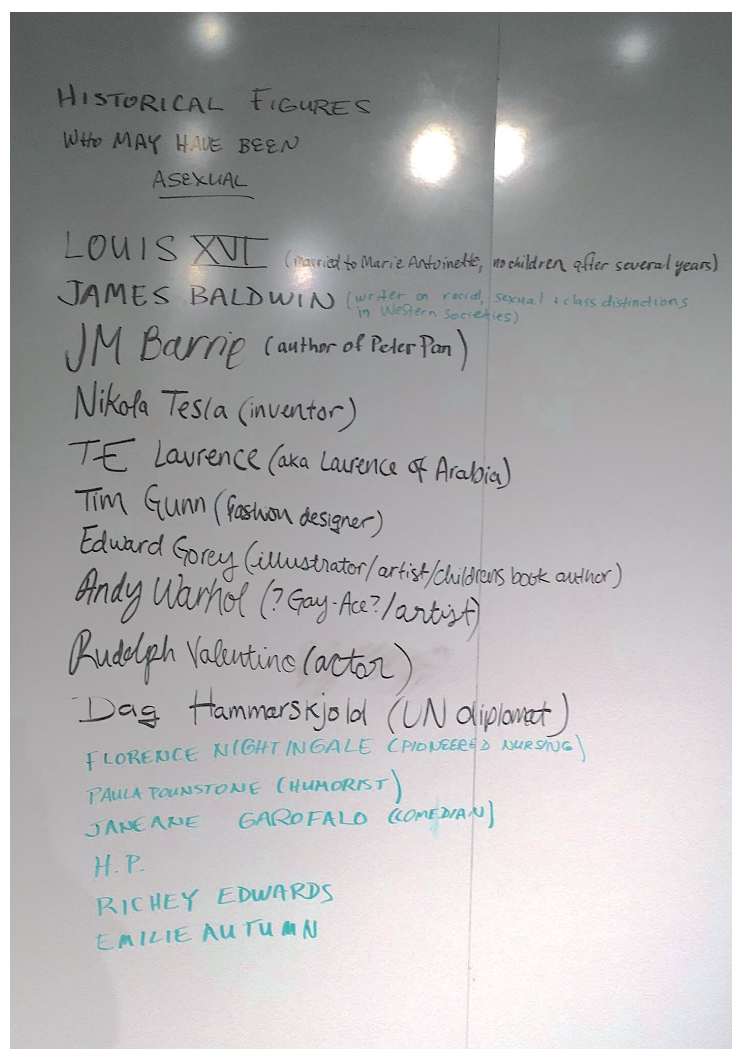 HISTORICAL FIGURES
WHO MAY HAVE BEEN
ASEXUAL
LOUIS XVI (married to Marie Antoinette, no children after several years)
JAMES BALDWIN (writer on racial, sexual + class distinctions
in Western societies)
JM Barrie (author of Peter Pan)
Nikola Tesla (inventor)
TE Lawrence (aka Lawrence of Arabia)
Tim Gunn (fashion designer)
Edward Gorey (illustrator/artist/childrens book author)
Andy Warhol (?Gay-Ace?/artist)
Rudolph Valentino (actor)
Dag Hammarskjold (UN diplomat)
FLORENCE NIGHTINGALE (PIONEERED NURSING)
PAULA POUNSTONE (HUMORIST)
JANEANE GAROFALO (COMEDIAN)
H.P.
RICHEY EDWARDS
EMILIE AUTUMN